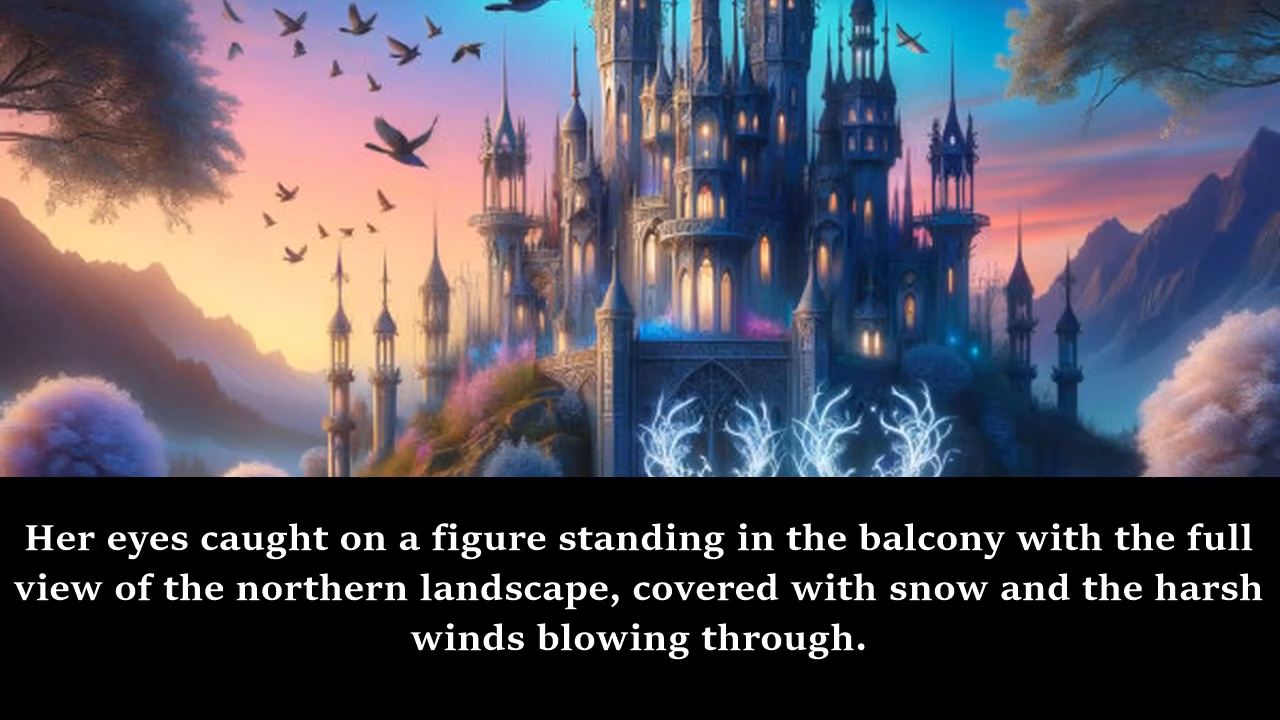 Her eyes caught on a figure standing in the balcony with the full
view of the northern landscape, covered with snow and the harsh
winds blowing through.